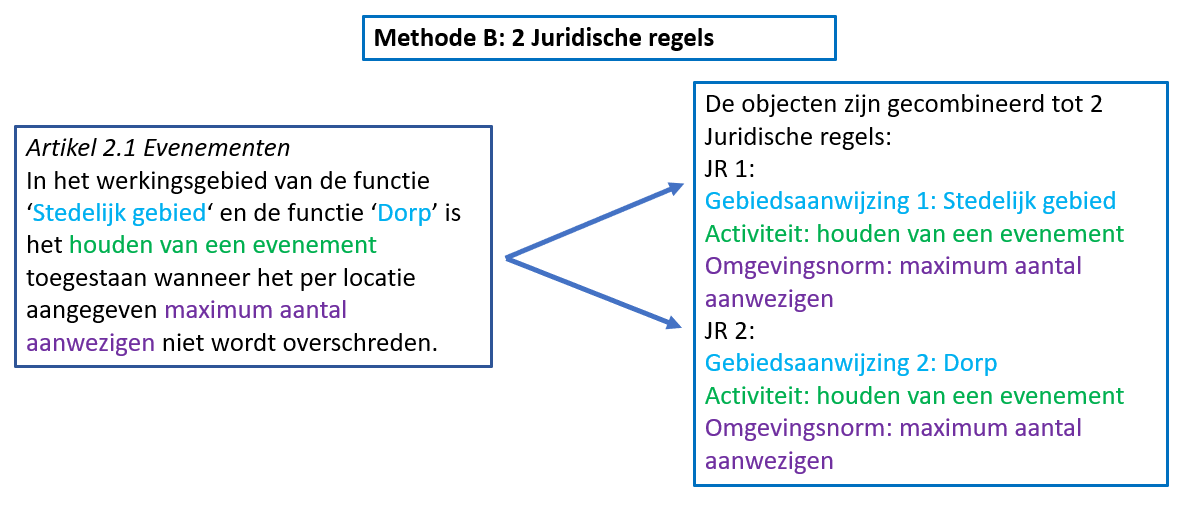 Methode B: 2 Juridische regels
Artikel 2.1 Evenementen
In het werkingsgebied van de functie
‘Stedelijk gebied‘ en de functie ‘Dorp’ is
het houden van een evenement
toegestaan wanneer het per locatie
aangegeven maximum aantal
aanwezigen niet wordt overschreden.
De objecten zijn gecombineerd tot 2
Juridische regels:
JR 1:
Gebiedsaanwijzing 1: Stedelijk gebied
Activiteit: houden van een evenement
Omgevingsnorm: maximum aantal
aanwezigen
JR 2:
Gebiedsaanwijzing 2: Dorp
Activiteit: houden van een evenement
Omgevingsnorm: maximum aantal
aanwezigen